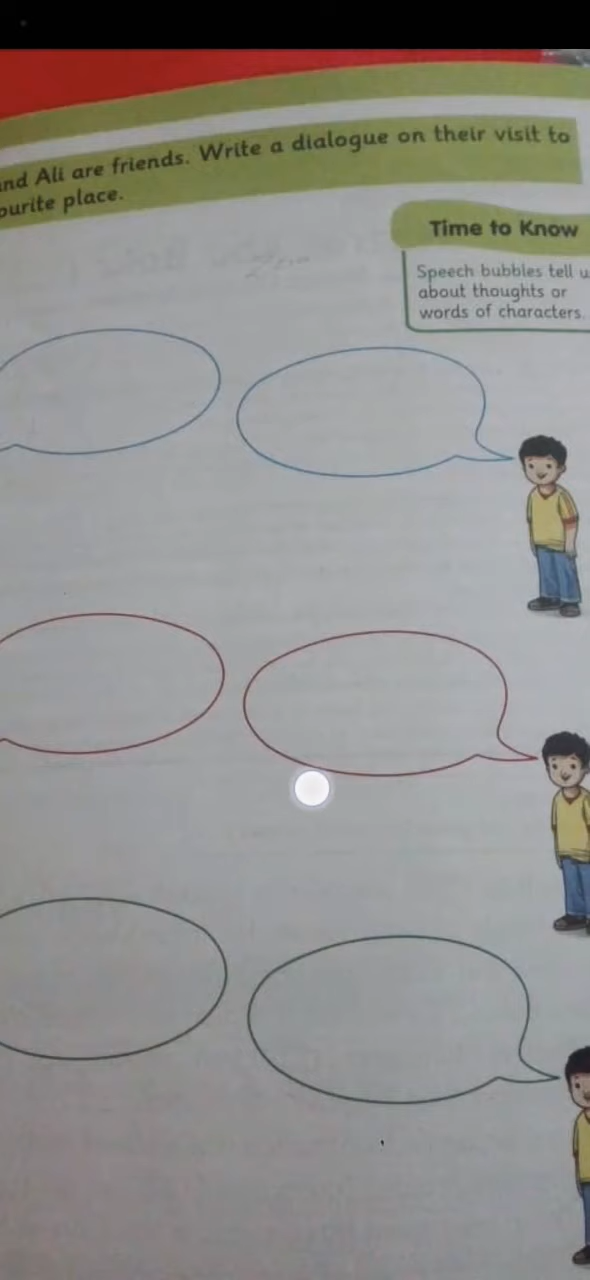 and Ali are friends. Write a dialogue on their visit to
ourite place.
Time to Know
Speech bubbles tell u
about thoughts or
words of characters.